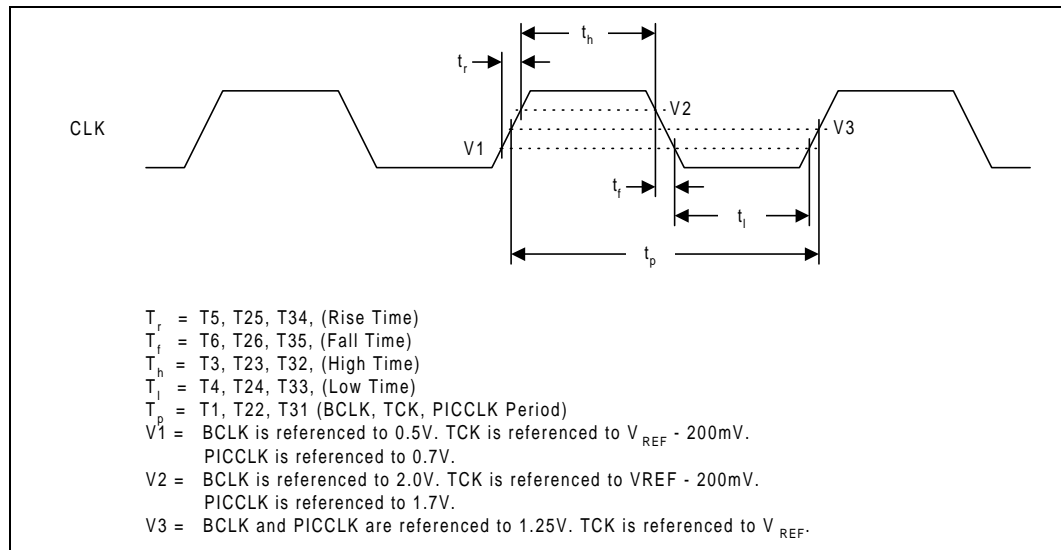 t_h
t_r
V2
CLK
V3
V1
t_f
t_l
t_p
T_r = T5, T25, T34, (Rise Time)
T_f = T6, T26, T35, (Fall Time)
T_h = T3, T23, T32, (High Time)
T_l = T4, T24, T33, (Low Time)
T_p = T1, T22, T31 (BCLK, TCK, PICCLK Period)
V1 = BCLK is referenced to 0.5V. TCK is referenced to V_REF - 200mV.
PICCLK is referenced to 0.7V.
V2 = BCLK is referenced to 2.0V. TCK is referenced to VREF - 200mV.
PICCLK is referenced to 1.7V.
V3 = BCLK and PICCLK are referenced to 1.25V. TCK is referenced to V_REF.